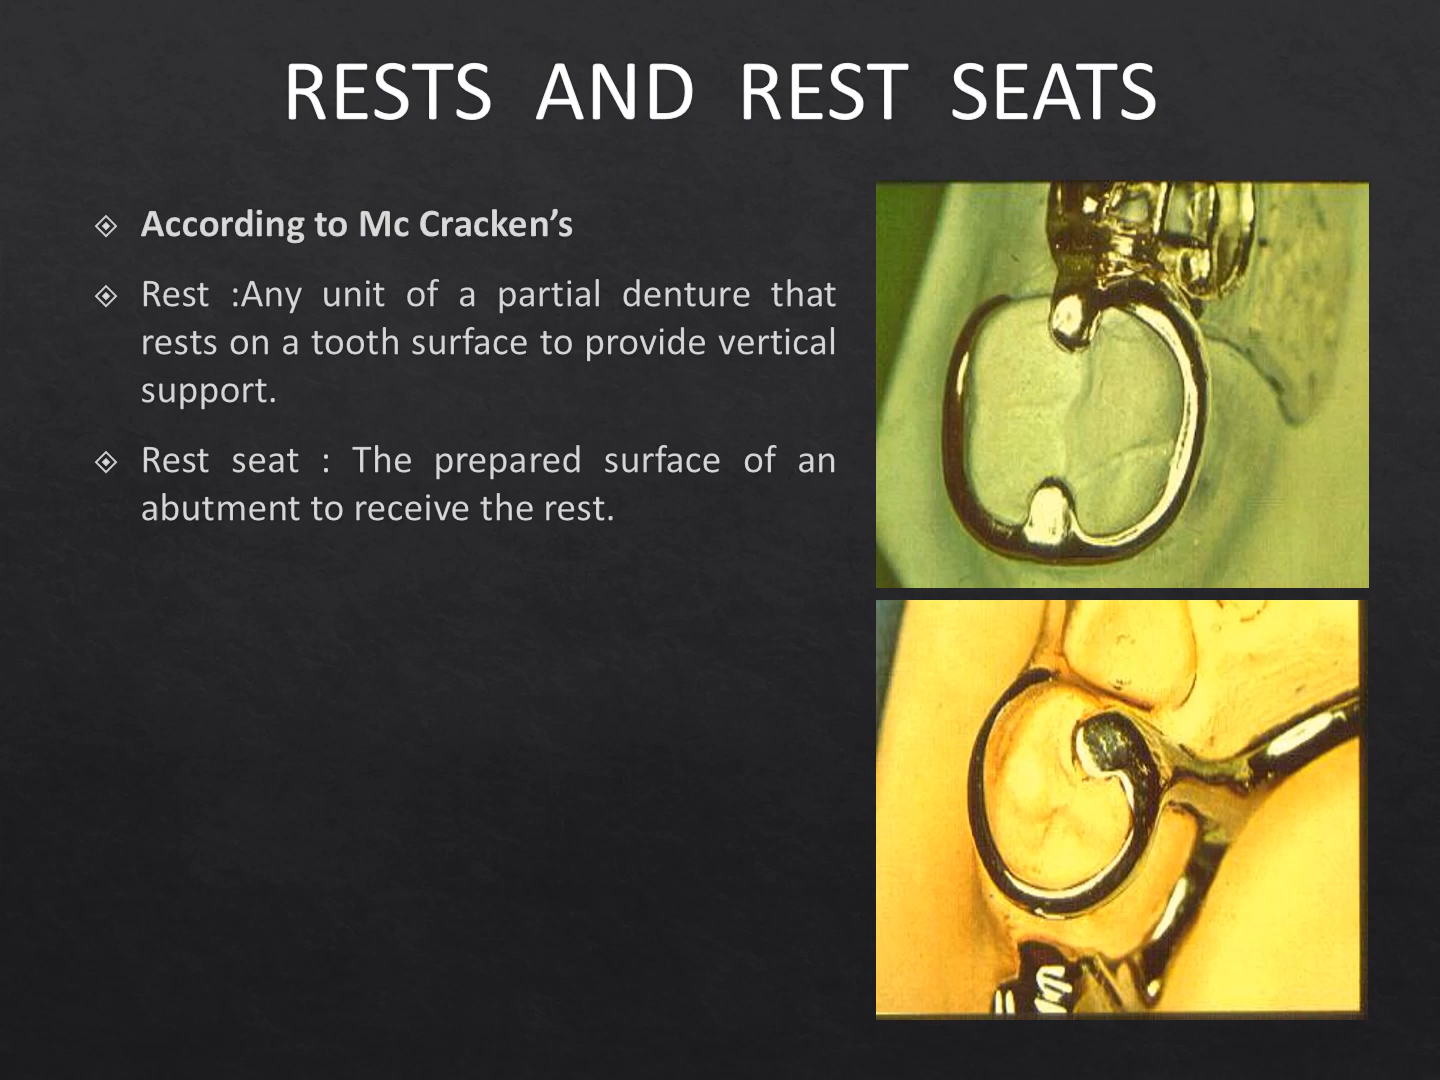 RESTS AND REST SEATS
According to Mc Cracken’s
Rest :Any unit of a partial denture that
rests on a tooth surface to provide vertical
support.
Rest seat : The prepared surface of an
abutment to receive the rest.